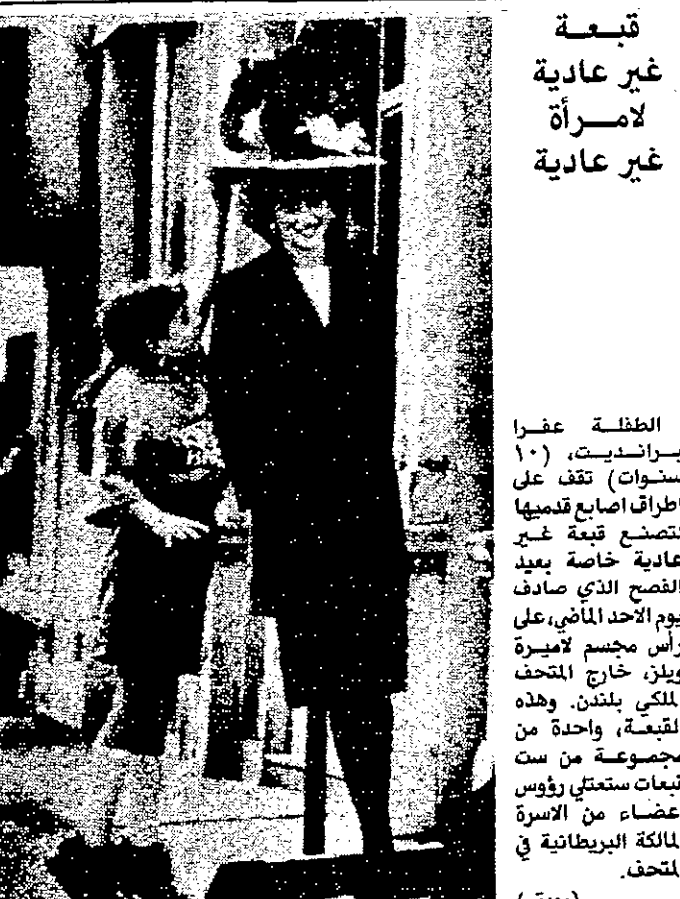 قبعة
غير عادية
لامرأة
غير عادية
الطفلة عفرا
برانديت، (١٠
سنوات) تقف على
اطراف اصابع قدميها
لتصنع قبعة غير
عادية خاصة بعيد
الفصح الذي صادف
يوم الاحد الماضي، على
رأس مجسم لاميرة
ويلز، خارج المتحف
الملكي بلندن. وهذه
القبعة، واحدة من
مجموعة من ست
قبعات ستعتلي رؤوس
اعضاء من الاسرة
المالكة البريطانية في
المتحف.